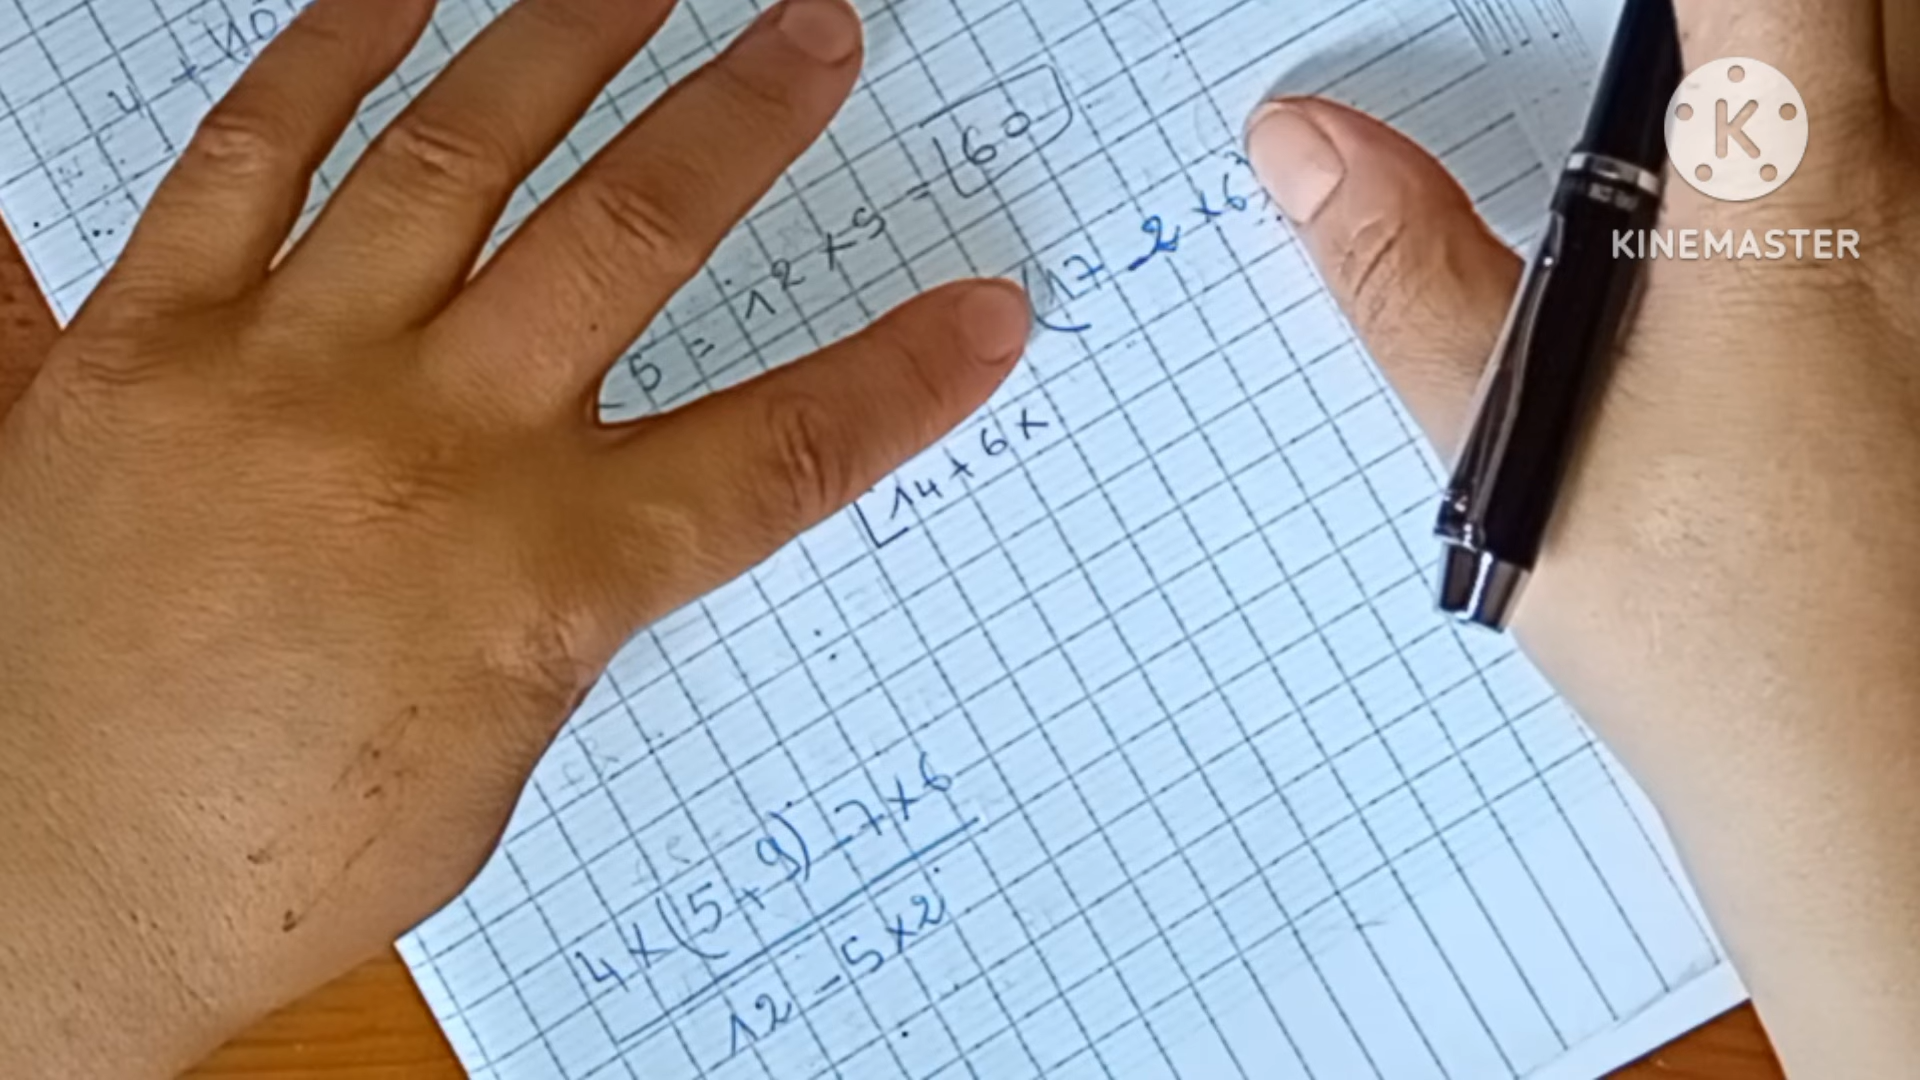 4 + 10
5 = 12 x 5 = 60
(17 - 2 x 6)
[14 + 6 x
4 x (5 + 9) - 7 x 6
12 - 5 x 2
K
KINEMASTER